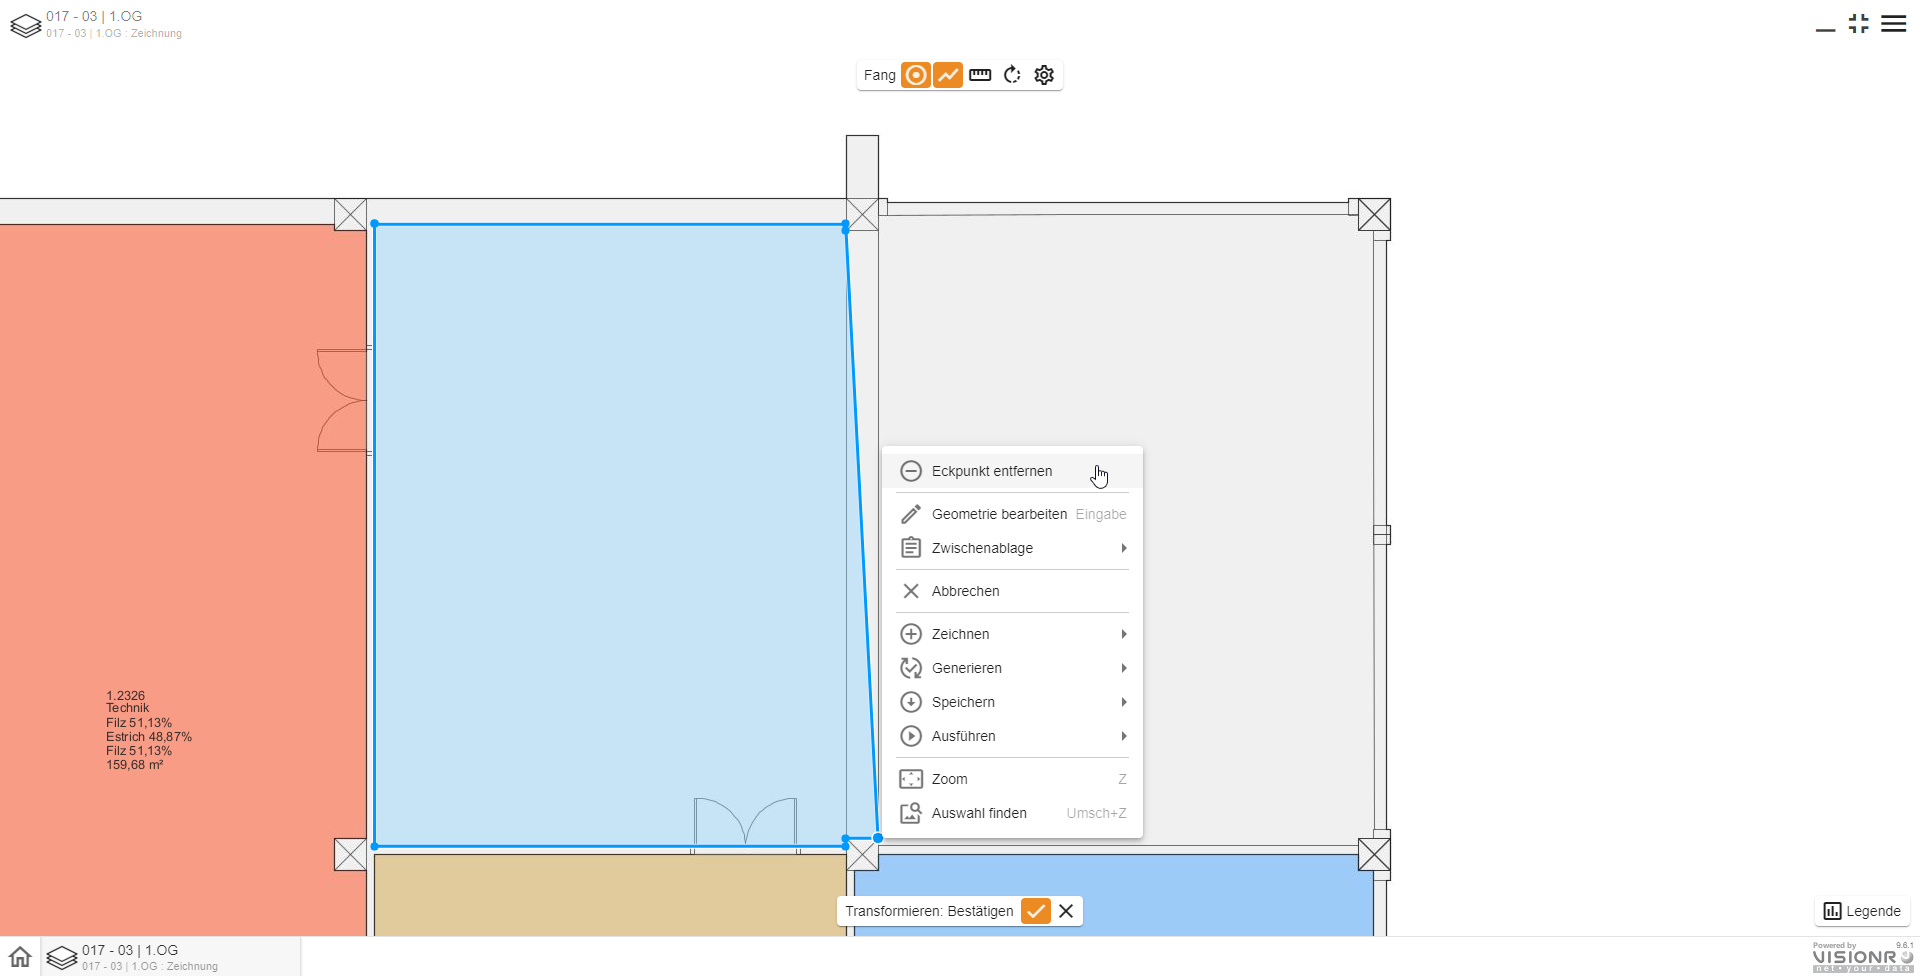 017 - 03 | 1.OG
017 - 03 | 1.OG : Zeichnung
Fang
Eckpunkt entfernen
Geometrie bearbeiten Eingabe
Zwischenablage
Abbrechen
Zeichnen
Generieren
Speichern
Ausführen
Zoom Z
Auswahl finden Umsch+Z
1.2326
Technik
Filz 51,13%
Estrich 48,87%
Filz 51,13%
159,68 m²
Transformieren: Bestätigen
Legende
017 - 03 | 1.OG
017 - 03 | 1.OG : Zeichnung
Powered by 9.6.1
VISIONR
net • your • data